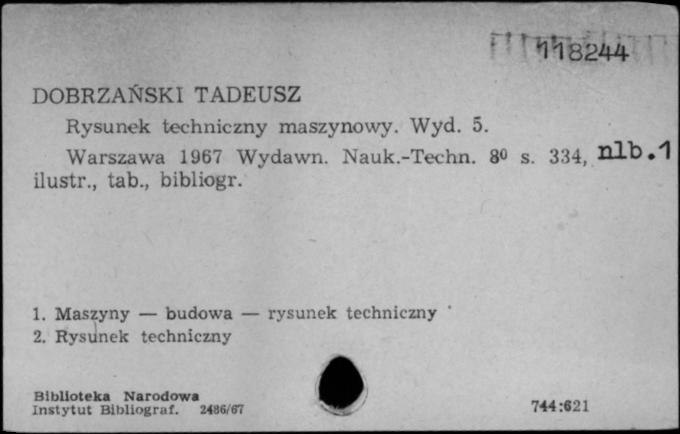 118244
DOBRZAŃSKI TADEUSZ
Rysunek techniczny maszynowy. Wyd. 5.
Warszawa 1967 Wydawn. Nauk.-Techn. 8⁰ s. 334, nlb.1
ilustr., tab., bibliogr.
1. Maszyny — budowa — rysunek techniczny
2. Rysunek techniczny
Biblioteka Narodowa
Instytut Bibliograf. 2486/67
744:621